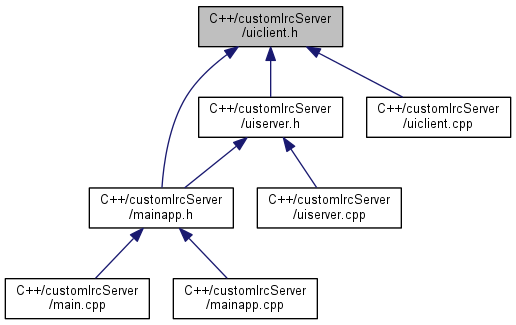 C++/customIrcServer
/uiclient.h
C++/customIrcServer
/uiserver.h
C++/customIrcServer
/uiclient.cpp
C++/customIrcServer
/mainapp.h
C++/customIrcServer
/uiserver.cpp
C++/customIrcServer
/main.cpp
C++/customIrcServer
/mainapp.cpp